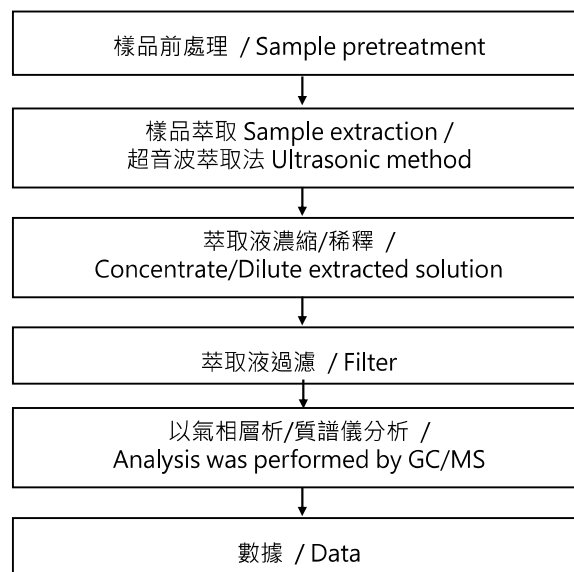 樣品前處理 / Sample pretreatment
樣品萃取 Sample extraction /
超音波萃取法 Ultrasonic method
萃取液濃縮/稀釋 /
Concentrate/Dilute extracted solution
萃取液過濾 / Filter
以氣相層析/質譜儀分析 /
Analysis was performed by GC/MS
數據 / Data